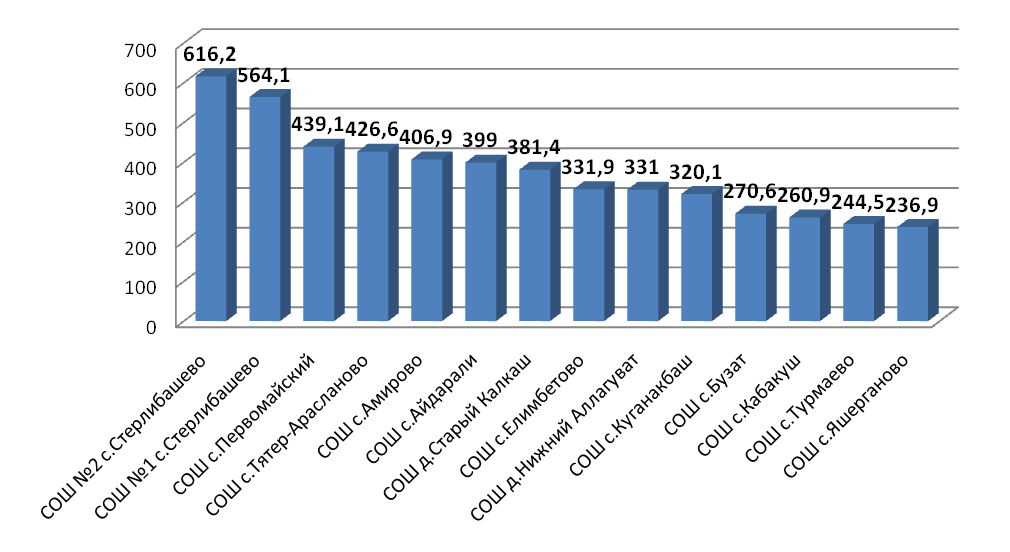 700
600
500
400
300
200
100
0
616,2
564,1
439,1
426,6
406,9
399
381,4
331,9
331
320,1
270,6
260,9
244,5
236,9
СОШ №2 с.Стерлибашево
СОШ №1 с.Стерлибашево
СОШ с.Первомайский
СОШ с.Тятер-Арасланово
СОШ с.Амирово
СОШ с.Айдарали
СОШ д.Старый Калкаш
СОШ с.Елимбетово
СОШ д.Нижний Аллагуват
СОШ с.Куганакбаш
СОШ с.Бузат
СОШ с.Кабакуш
СОШ с.Турмаево
СОШ с.Яшерганово